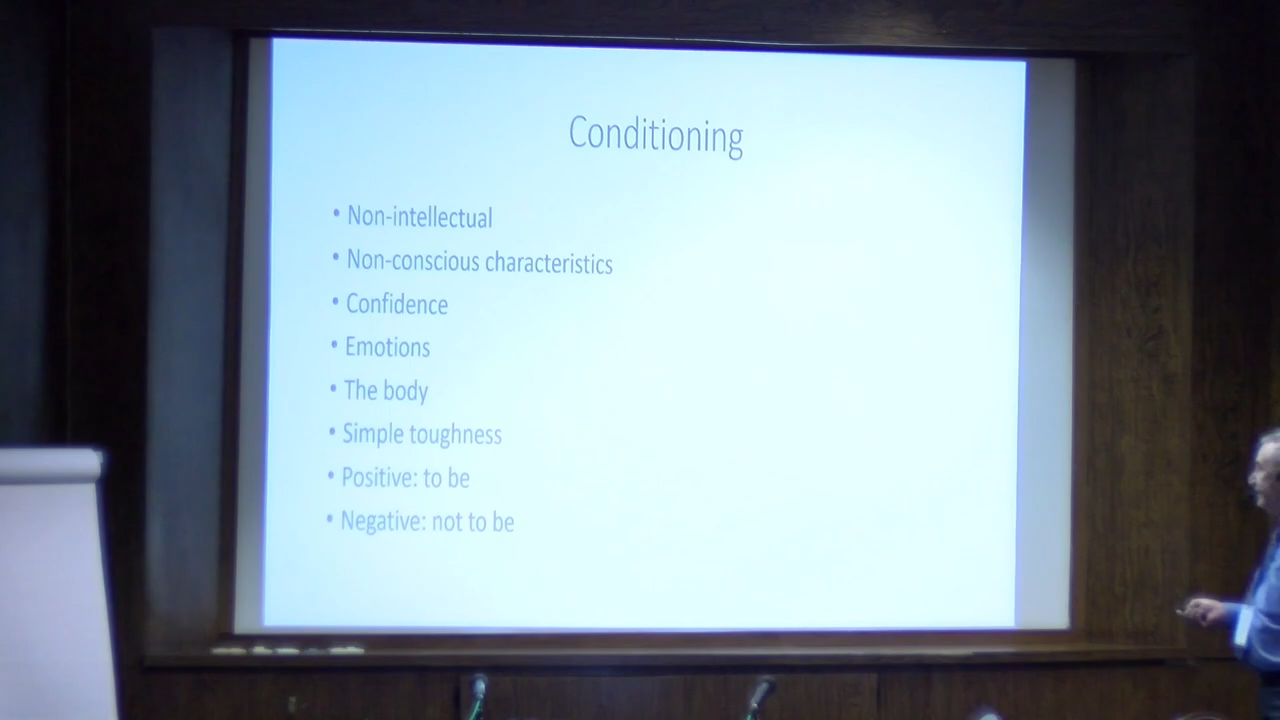 Conditioning
• Non-intellectual
• Non-conscious characteristics
• Confidence
• Emotions
• The body
• Simple toughness
• Positive: to be
• Negative: not to be